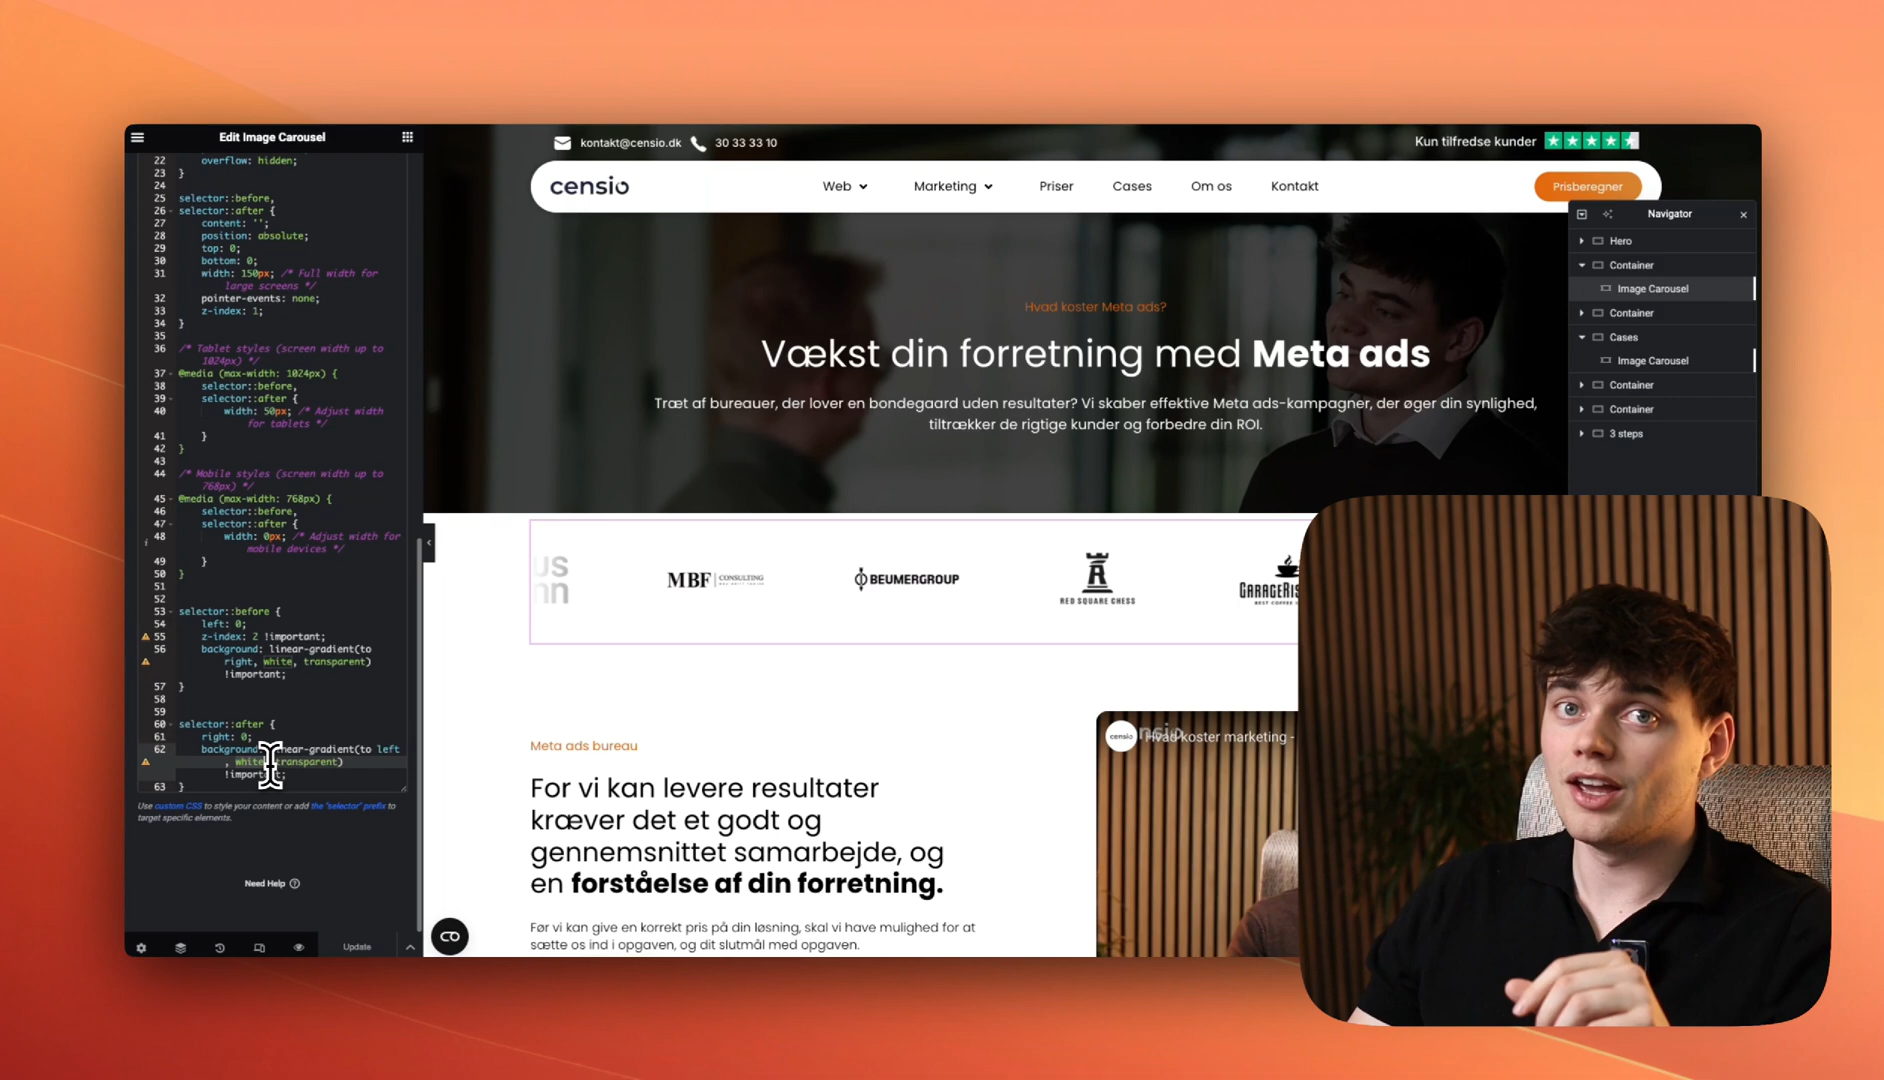 Edit Image Carousel
22 overflow: hidden;
23 }
24
25 selector::before,
26 selector::after {
27 content: '';
28 position: absolute;
29 top: 0;
30 bottom: 0;
31 width: 150px; /* Full width for
large screens */
32 pointer-events: none;
33 z-index: 1;
34 }
35
36 /* Tablet styles (screen width up to
1024px) */
37 @media (max-width: 1024px) {
38 selector::before,
39 selector::after {
40 width: 50px; /* Adjust width
for tablets */
41 }
42 }
43
44 /* Mobile styles (screen width up to
768px) */
45 @media (max-width: 768px) {
46 selector::before,
47 selector::after {
48 width: 0px; /* Adjust width for
mobile devices */
49 }
50 }
51
52
53 selector::before {
54 left: 0;
55 z-index: 2 !important;
56 background: linear-gradient(to
right, white, transparent)
!important;
57 }
58
59
60 selector::after {
61 right: 0;
62 background: linear-gradient(to left
, white, transparent)
!important;
63 }
Use custom CSS to style your content or add the "selector" prefix to
target specific elements.
Need Help
Update
kontakt@censio.dk 30 33 33 10
Kun tilfredse kunder
censio
Web Marketing Priser Cases Om os Kontakt
Prisberegner
Navigator
Hero
Container
Image Carousel
Container
Cases
Image Carousel
Container
Container
3 steps
Hvad koster Meta ads?
Vækst din forretning med Meta ads
Træt af bureauer, der lover en bondegaard uden resultater? Vi skaber effektive Meta ads-kampagner, der øger din synlighed,
tiltrækker de rigtige kunder og forbedre din ROI.
us
nn
MBF CONSULTING
BEUMERGROUP
RED SQUARE CHESS
GARAGERIS
Meta ads bureau
For vi kan levere resultater
kræver det et godt og
gennemsnittet samarbejde, og
en forståelse af din forretning.
Før vi kan give en korrekt pris på din løsning, skal vi have mulighed for at
sætte os ind i opgaven, og dit slutmål med opgaven.
censio
Hvad koster marketing -